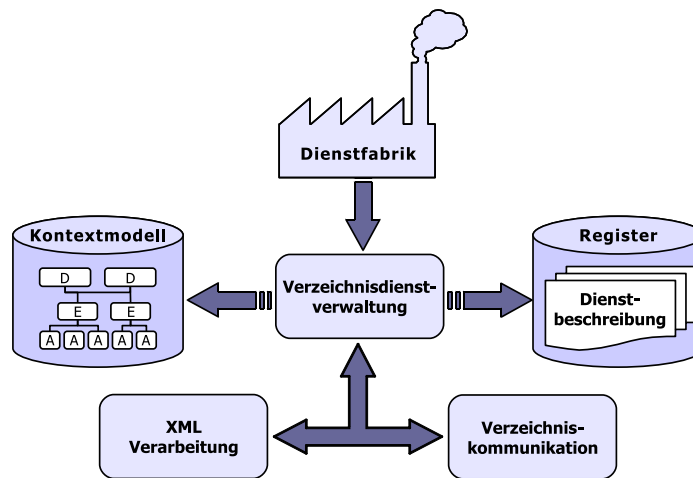 Dienstfabrik
Kontextmodell
D D
E E
A A A A A
Verzeichnisdienst-
verwaltung
Register
Dienst-
beschreibung
XML
Verarbeitung
Verzeichnis-
kommunikation